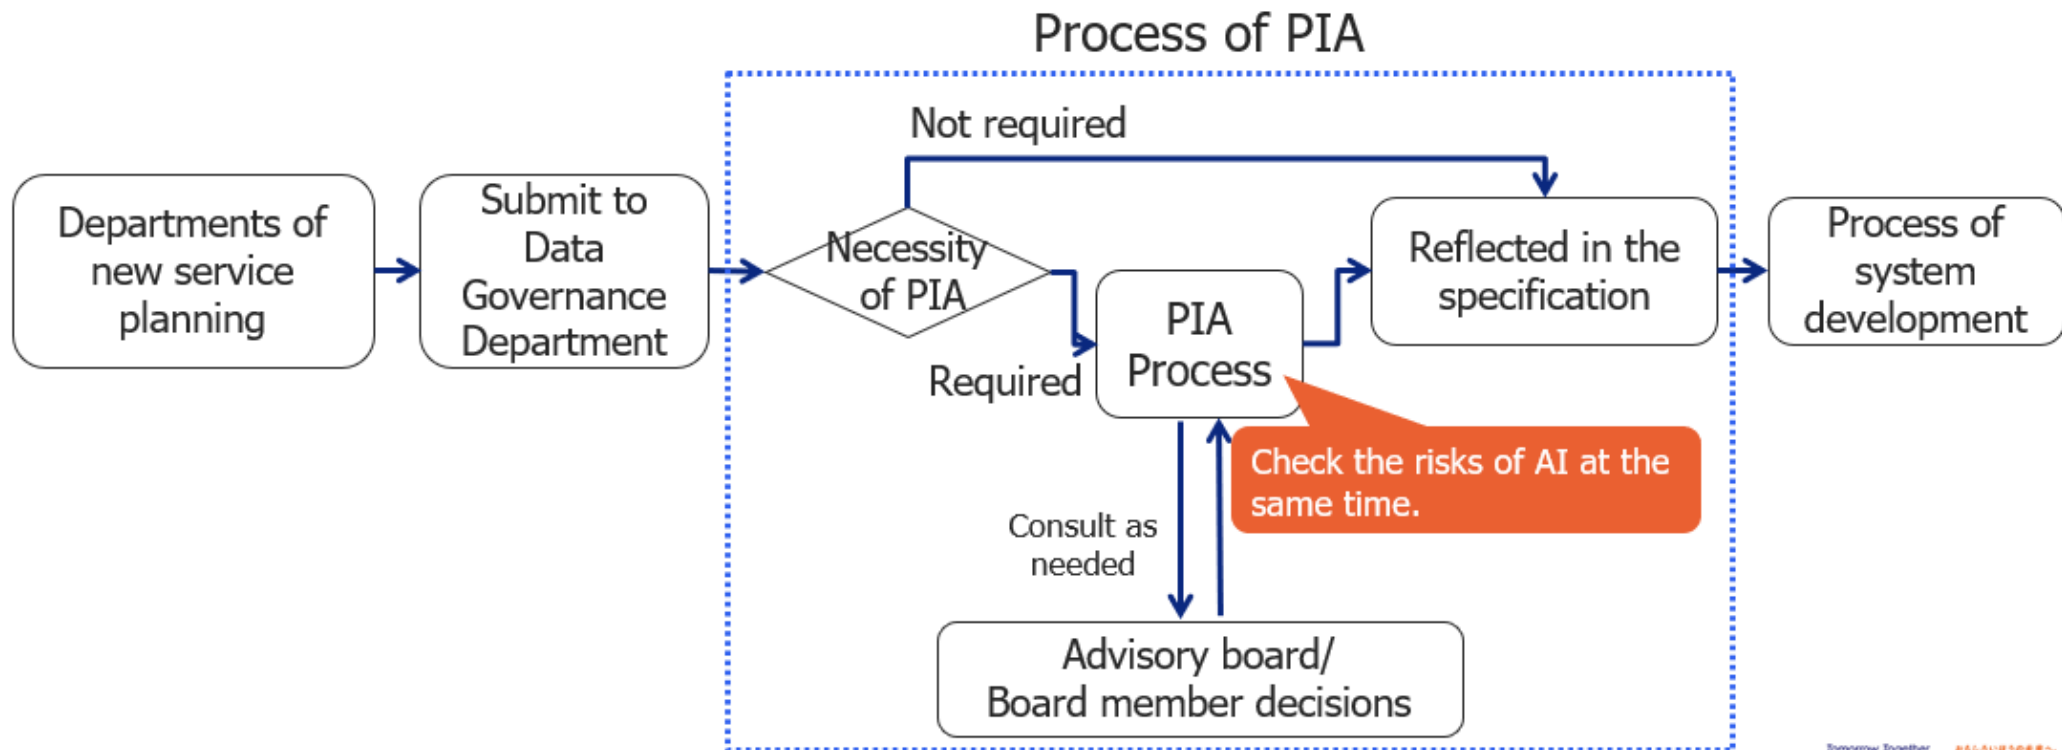 Process of PIA
Not required
Departments of
new service
planning
Submit to
Data
Governance
Department
Necessity
of PIA
Required
PIA
Process
Reflected in the
specification
Process of
system
development
Check the risks of AI at the
same time.
Consult as
needed
Advisory board/
Board member decisions
Tomorrow Together